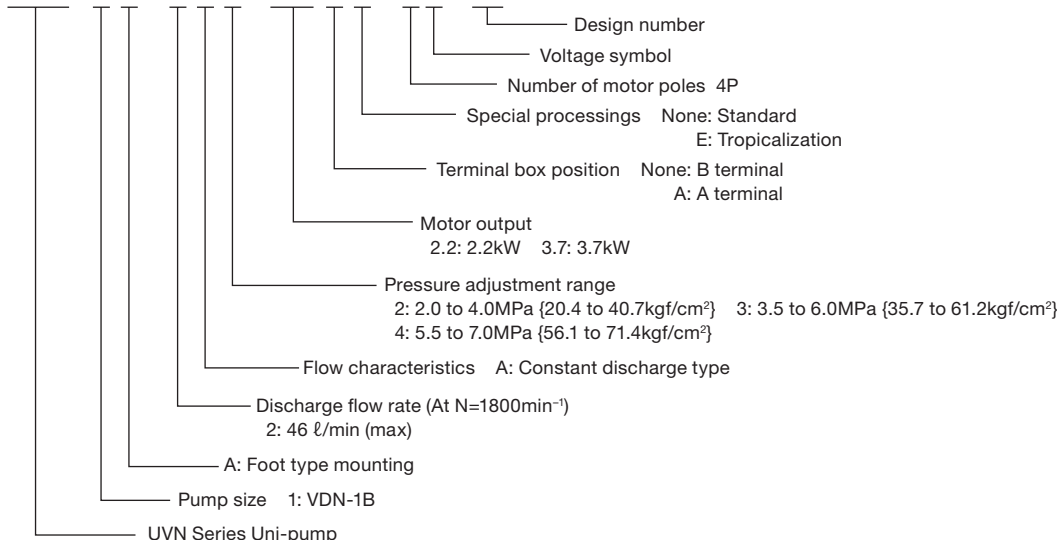 Design number
Voltage symbol
Number of motor poles 4P
Special processings None: Standard
E: Tropicalization
Terminal box position None: B terminal
A: A terminal
Motor output
2.2: 2.2kW 3.7: 3.7kW
Pressure adjustment range
2: 2.0 to 4.0MPa {20.4 to 40.7kgf/cm²} 3: 3.5 to 6.0MPa {35.7 to 61.2kgf/cm²}
4: 5.5 to 7.0MPa {56.1 to 71.4kgf/cm²}
Flow characteristics A: Constant discharge type
Discharge flow rate (At N=1800min⁻¹)
2: 46 ℓ/min (max)
A: Foot type mounting
Pump size 1: VDN-1B
UVN Series Uni-pump